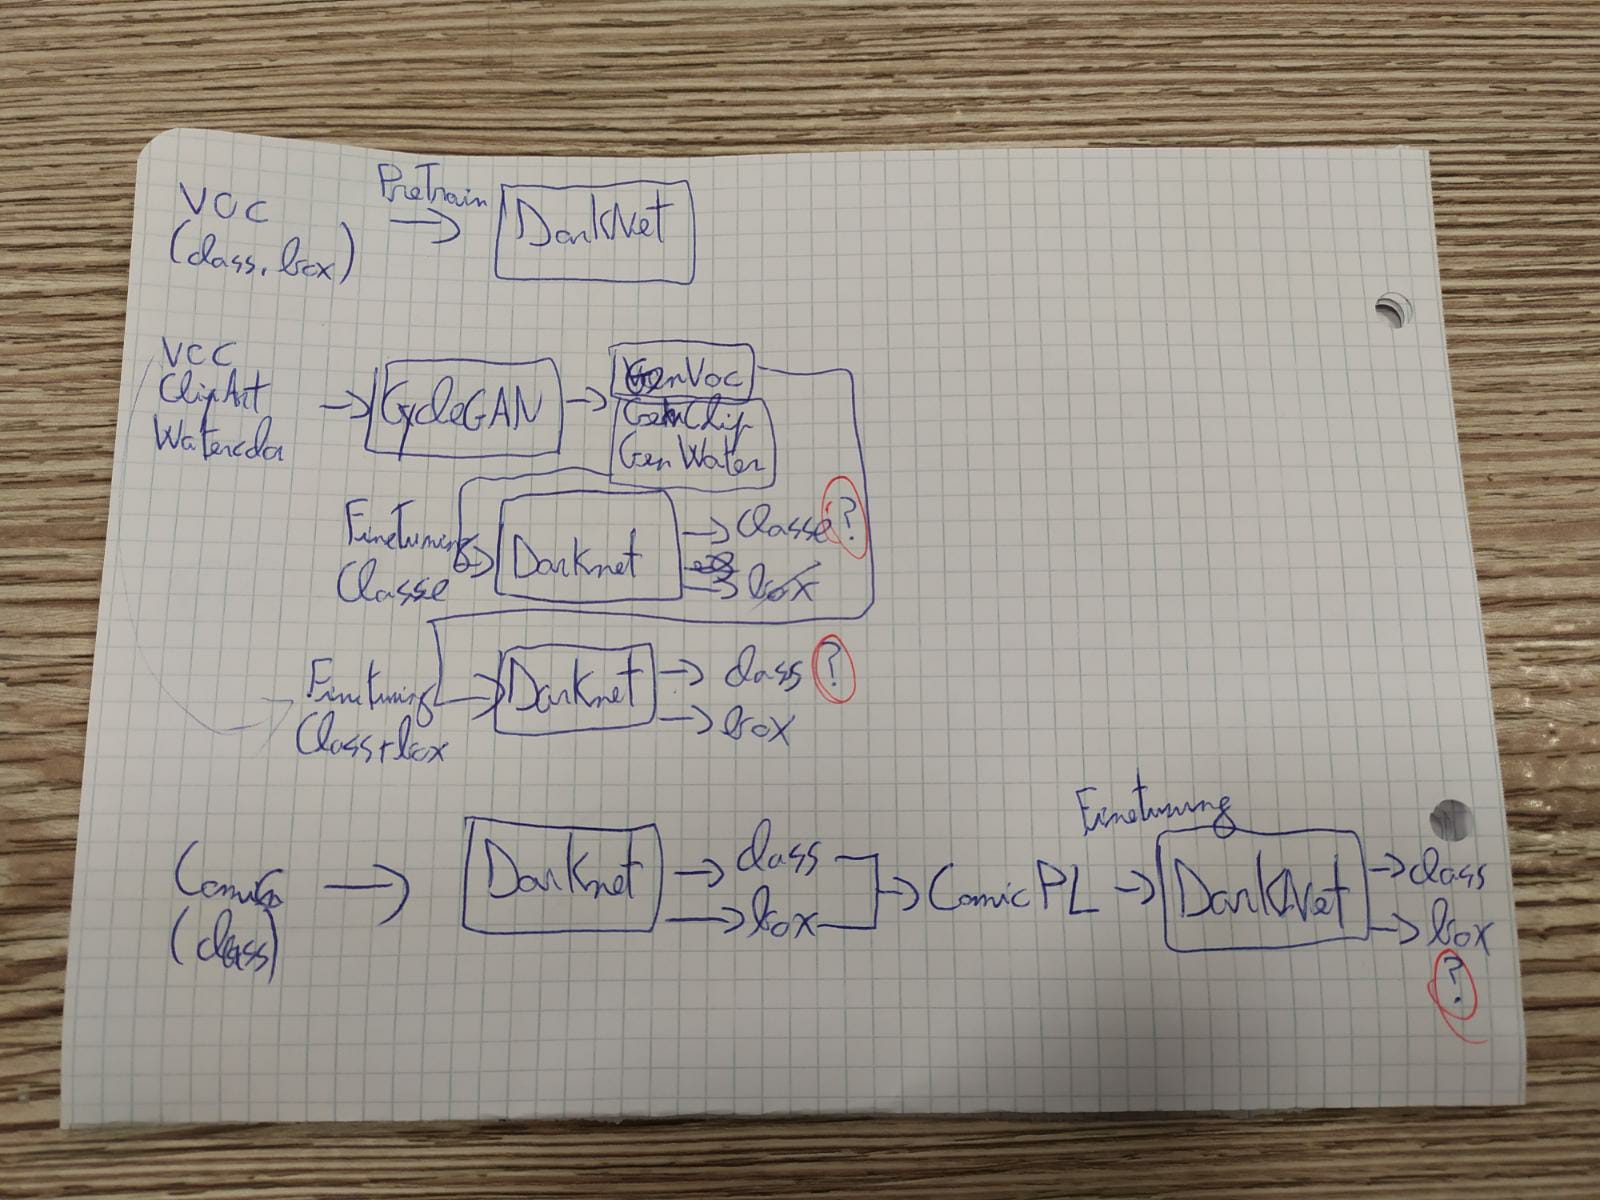 VOC
(class, box)
PreTrain
DarkNet
VOC
ClipArt
Watercolor
CycleGAN
GenVoc
GenClip
GenWater
Finetuning
Classe
Darknet
Classe ?
box
Finetuning
Class+box
Darknet
class ?
box
(class)
Darknet
class
box
Comic PL
Finetuning
DarkNet
class
box
?